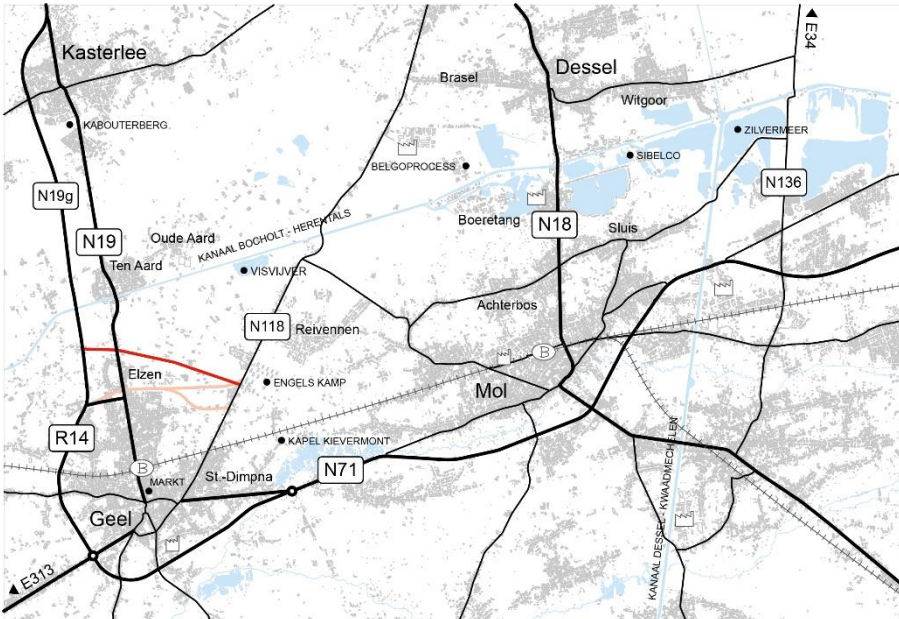 E34
Kasterlee
Dessel
Brasel
Witgoor
KABOUTERBERG
ZILVERMEER
SIBELCO
BELGOPROCESS
N136
N19g
Boeretang
N18
Sluis
N19
Oude Aard
KANAAL BOCHOLT - HERENTALS
Ten Aard
VISVIJVER
Achterbos
N118
Reivennen
B
Elzen
ENGELS KAMP
Mol
R14
KAPEL KIEVERMONT
KANAAL DESSEL - KWAADMECHELEN
B
St.-Dimpna
N71
MARKT
Geel
E313